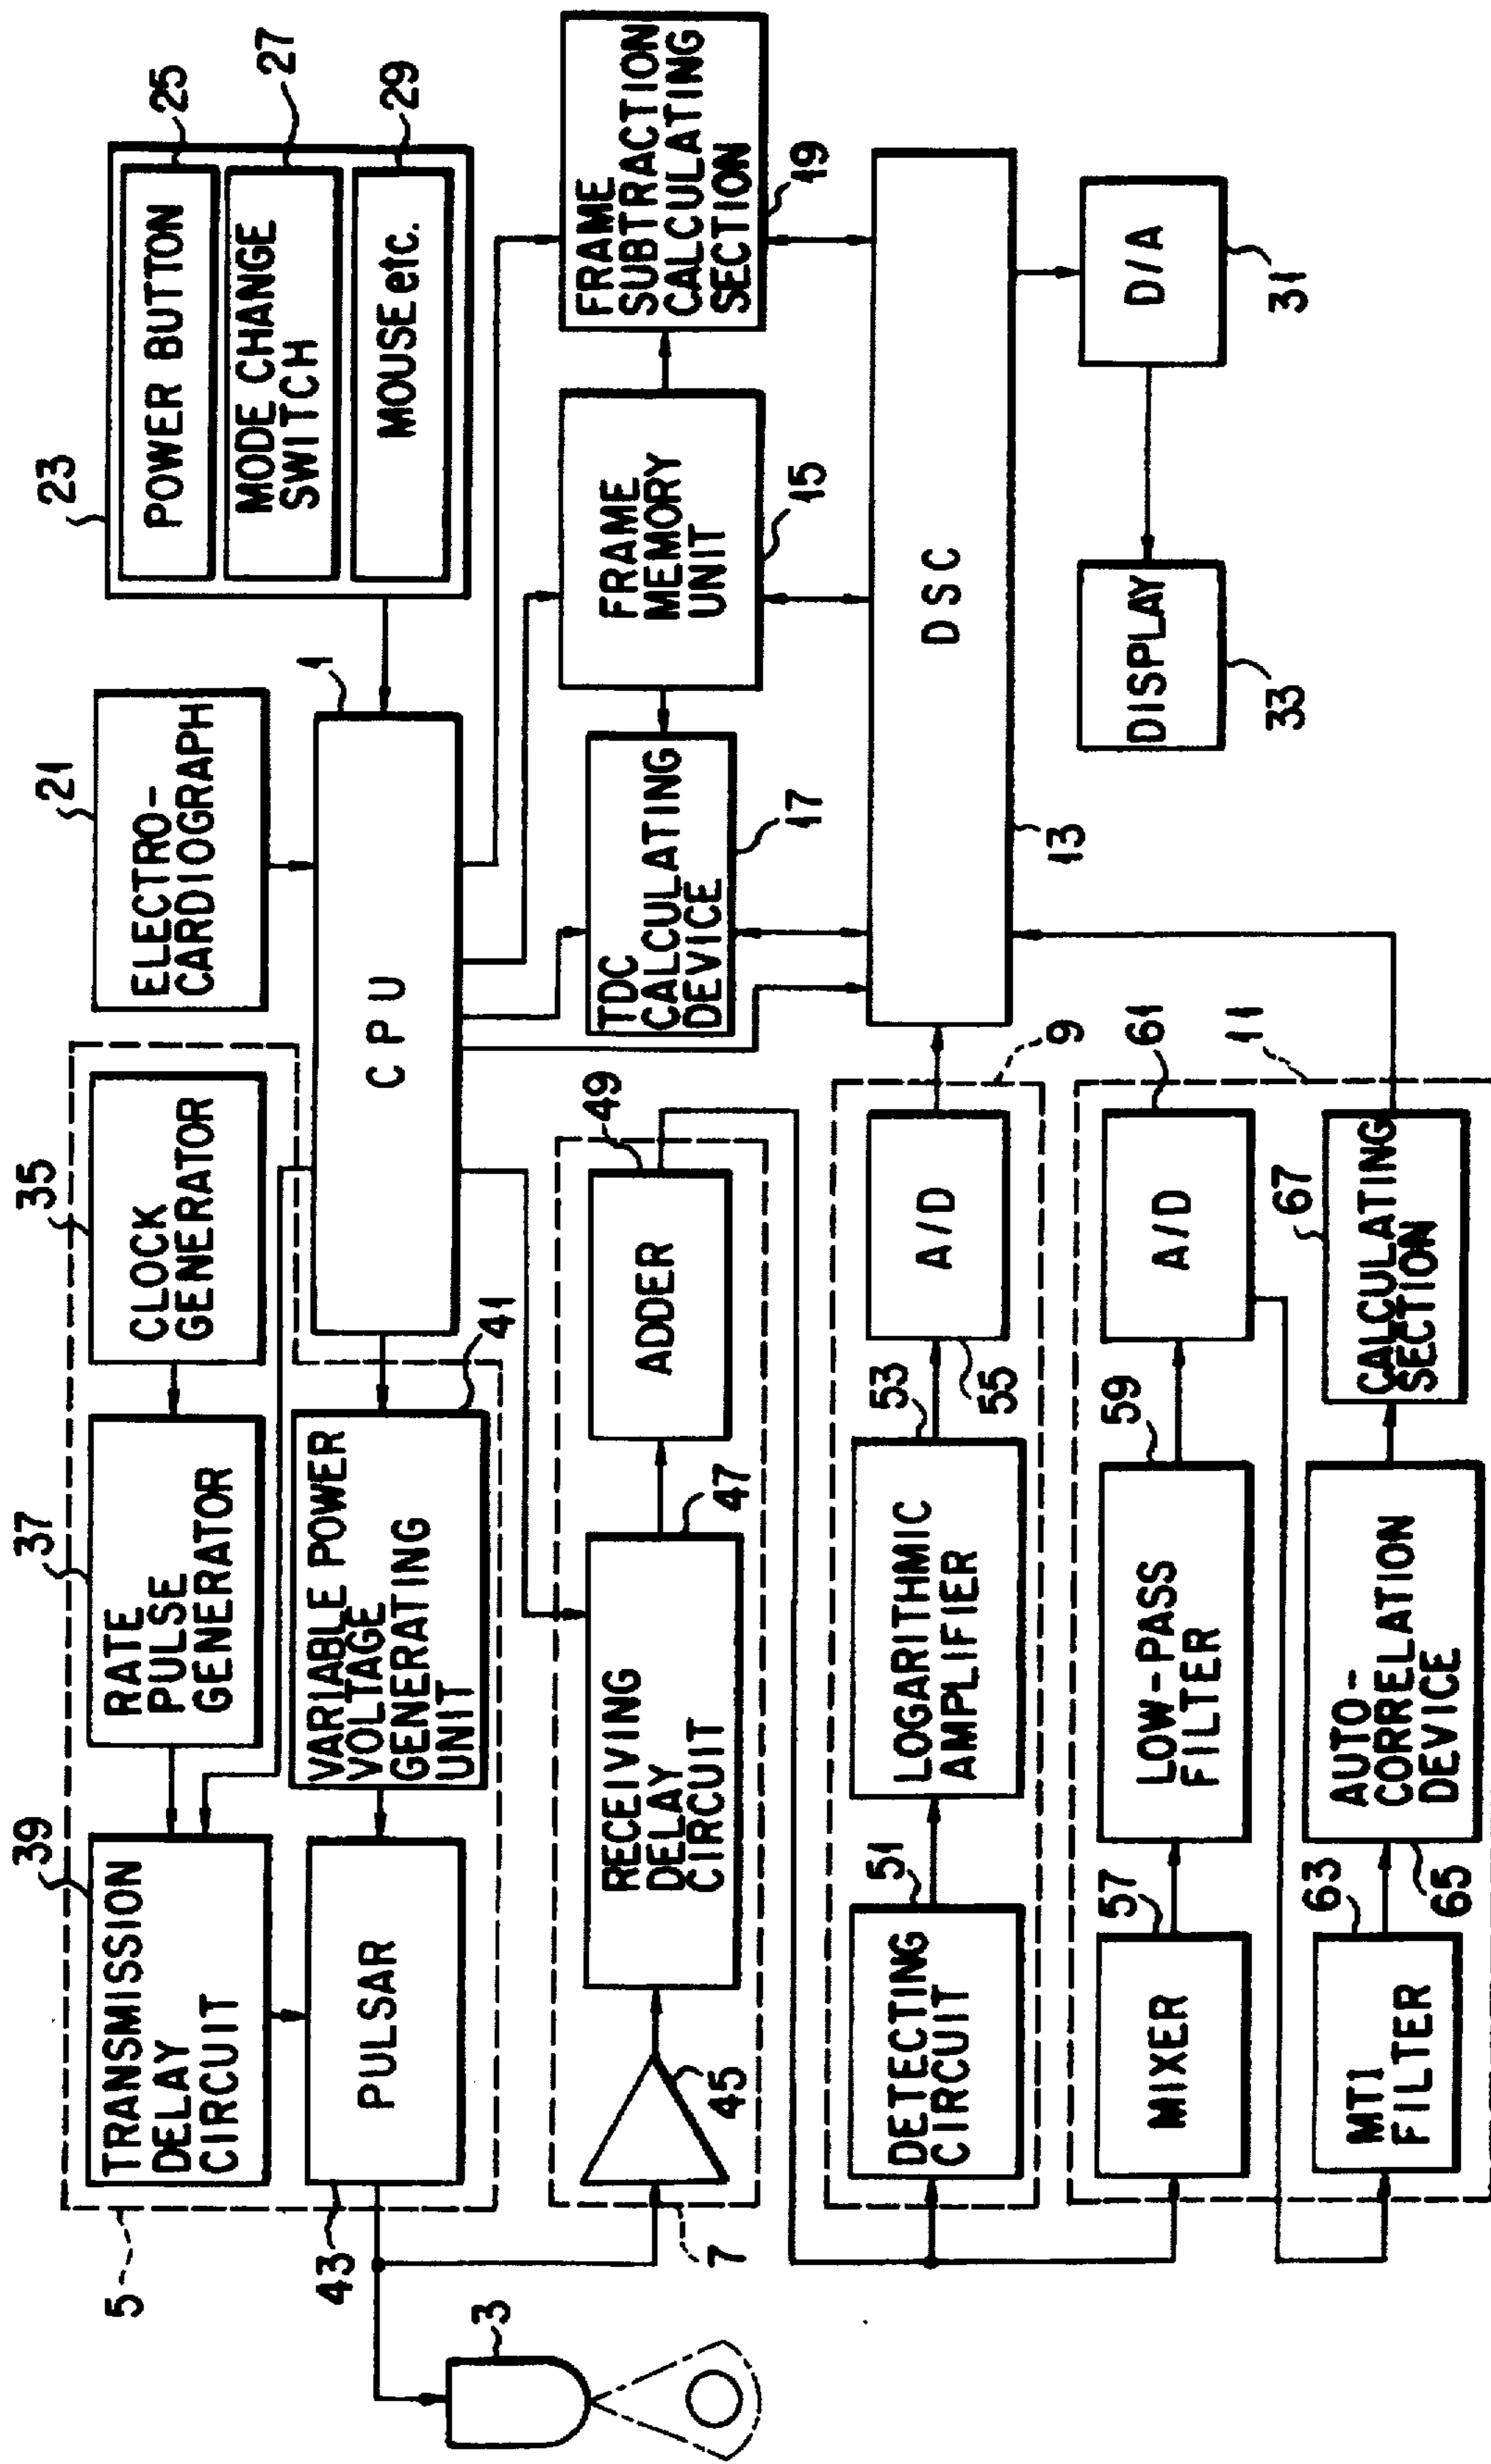 5
39
TRANSMISSION
DELAY
CIRCUIT
37
RATE
PULSE
GENERATOR
35
CLOCK
GENERATOR
21
ELECTRO-
CARDIOGRAPH
23
POWER BUTTON
25
MODE CHANGE
SWITCH
27
MOUSE etc.
29
43
PULSAR
VARIABLE POWER
VOLTAGE
GENERATING
UNIT
41
CPU
1
3
7
45
RECEIVING
DELAY
CIRCUIT
47
ADDER
49
TDC
CALCULATING
DEVICE
17
FRAME
MEMORY
UNIT
15
FRAME
SUBTRACTION
CALCULATING
SECTION
19
DETECTING
CIRCUIT
51
LOGARITHMIC
AMPLIFIER
53
A/D
55
9
DSC
13
MIXER
57
LOW-PASS
FILTER
59
A/D
61
11
DISPLAY
33
D/A
31
MTI
FILTER
63
AUTO-
CORRELATION
DEVICE
65
CALCULATING
SECTION
67